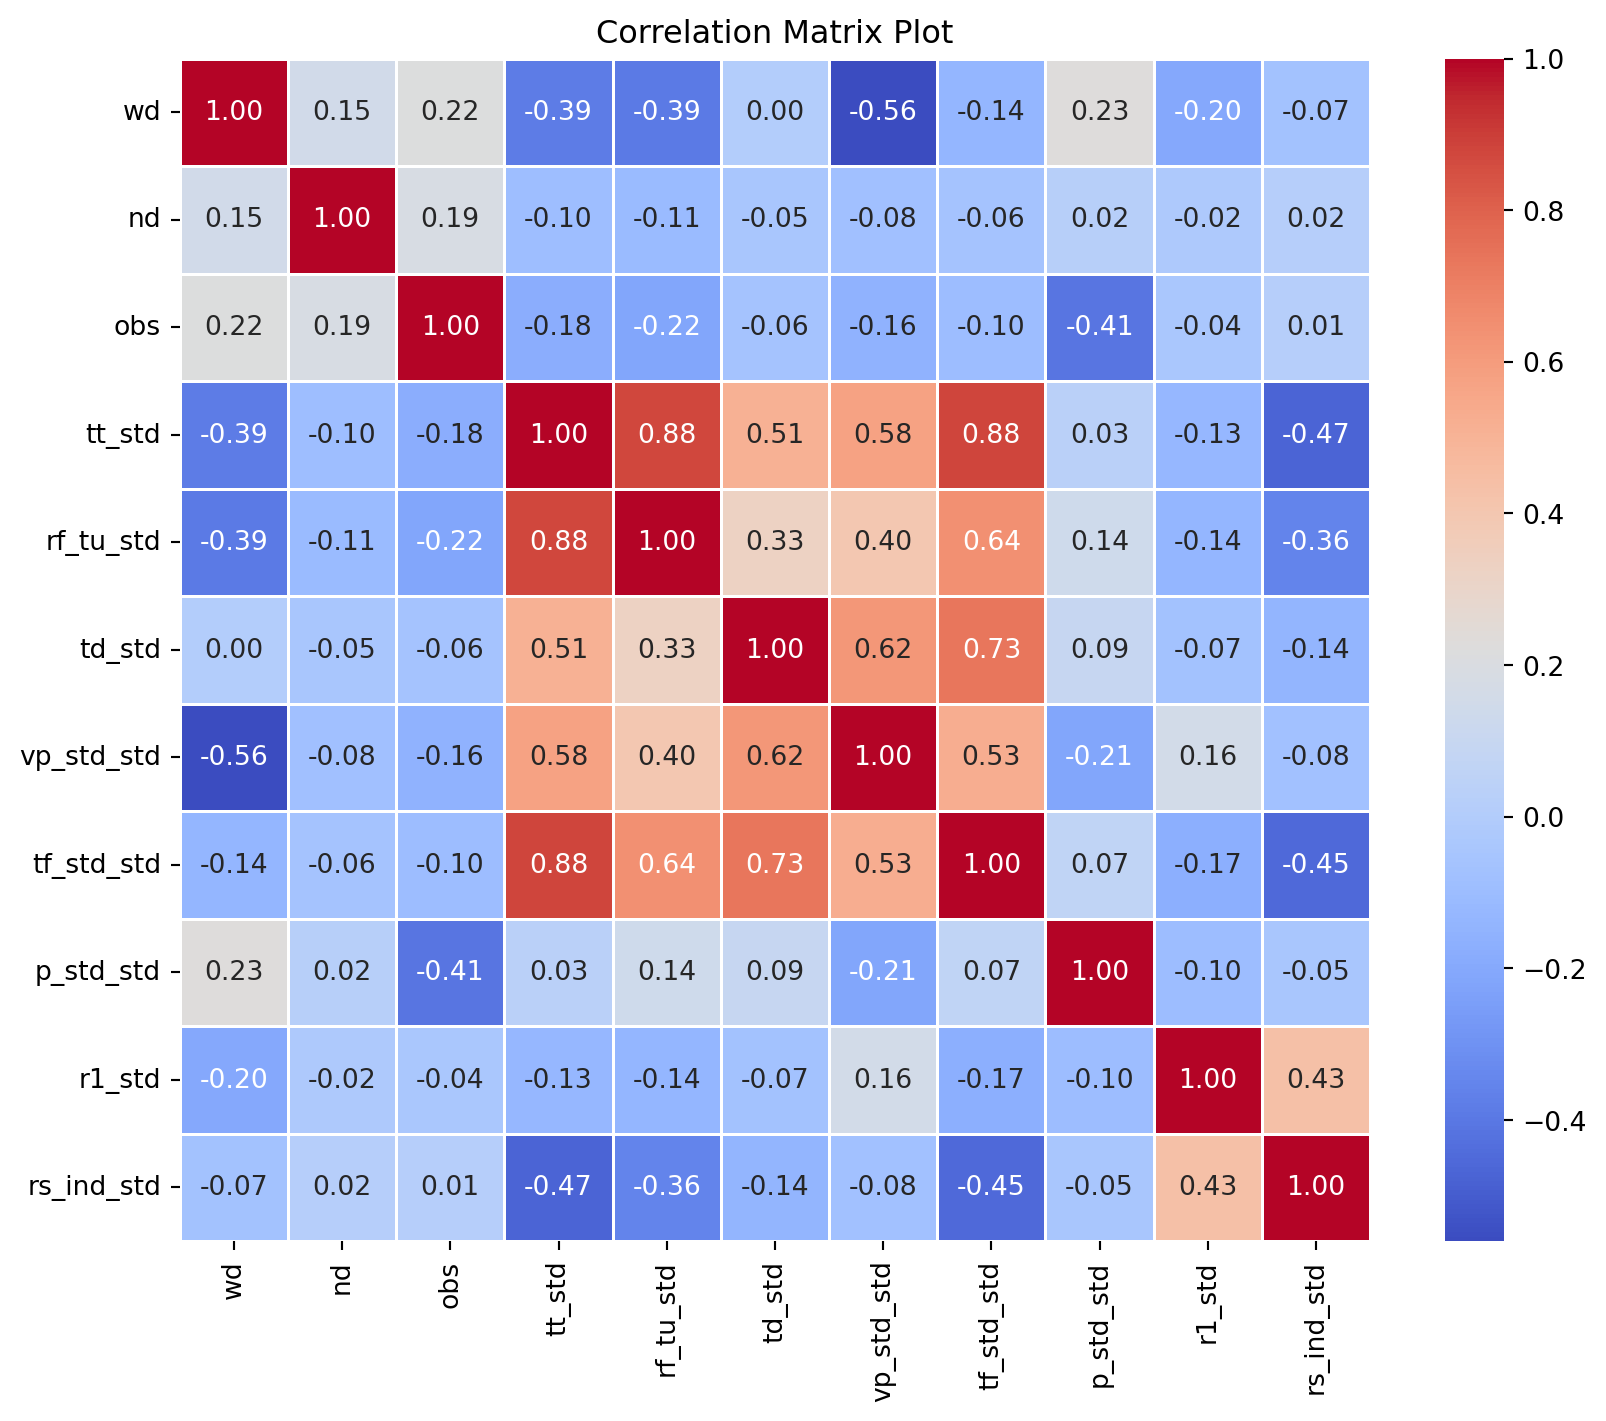 Correlation Matrix Plot
wd 1.00 0.15 0.22 -0.39 -0.39 0.00 -0.56 -0.14 0.23 -0.20 -0.07
nd 0.15 1.00 0.19 -0.10 -0.11 -0.05 -0.08 -0.06 0.02 -0.02 0.02
obs 0.22 0.19 1.00 -0.18 -0.22 -0.06 -0.16 -0.10 -0.41 -0.04 0.01
tt_std -0.39 -0.10 -0.18 1.00 0.88 0.51 0.58 0.88 0.03 -0.13 -0.47
rf_tu_std -0.39 -0.11 -0.22 0.88 1.00 0.33 0.40 0.64 0.14 -0.14 -0.36
td_std 0.00 -0.05 -0.06 0.51 0.33 1.00 0.62 0.73 0.09 -0.07 -0.14
vp_std_std -0.56 -0.08 -0.16 0.58 0.40 0.62 1.00 0.53 -0.21 0.16 -0.08
tf_std_std -0.14 -0.06 -0.10 0.88 0.64 0.73 0.53 1.00 0.07 -0.17 -0.45
p_std_std 0.23 0.02 -0.41 0.03 0.14 0.09 -0.21 0.07 1.00 -0.10 -0.05
r1_std -0.20 -0.02 -0.04 -0.13 -0.14 -0.07 0.16 -0.17 -0.10 1.00 0.43
rs_ind_std -0.07 0.02 0.01 -0.47 -0.36 -0.14 -0.08 -0.45 -0.05 0.43 1.00
wd nd obs tt_std rf_tu_std td_std vp_std_std tf_std_std p_std_std r1_std rs_ind_std
1.0
0.8
0.6
0.4
0.2
0.0
−0.2
−0.4